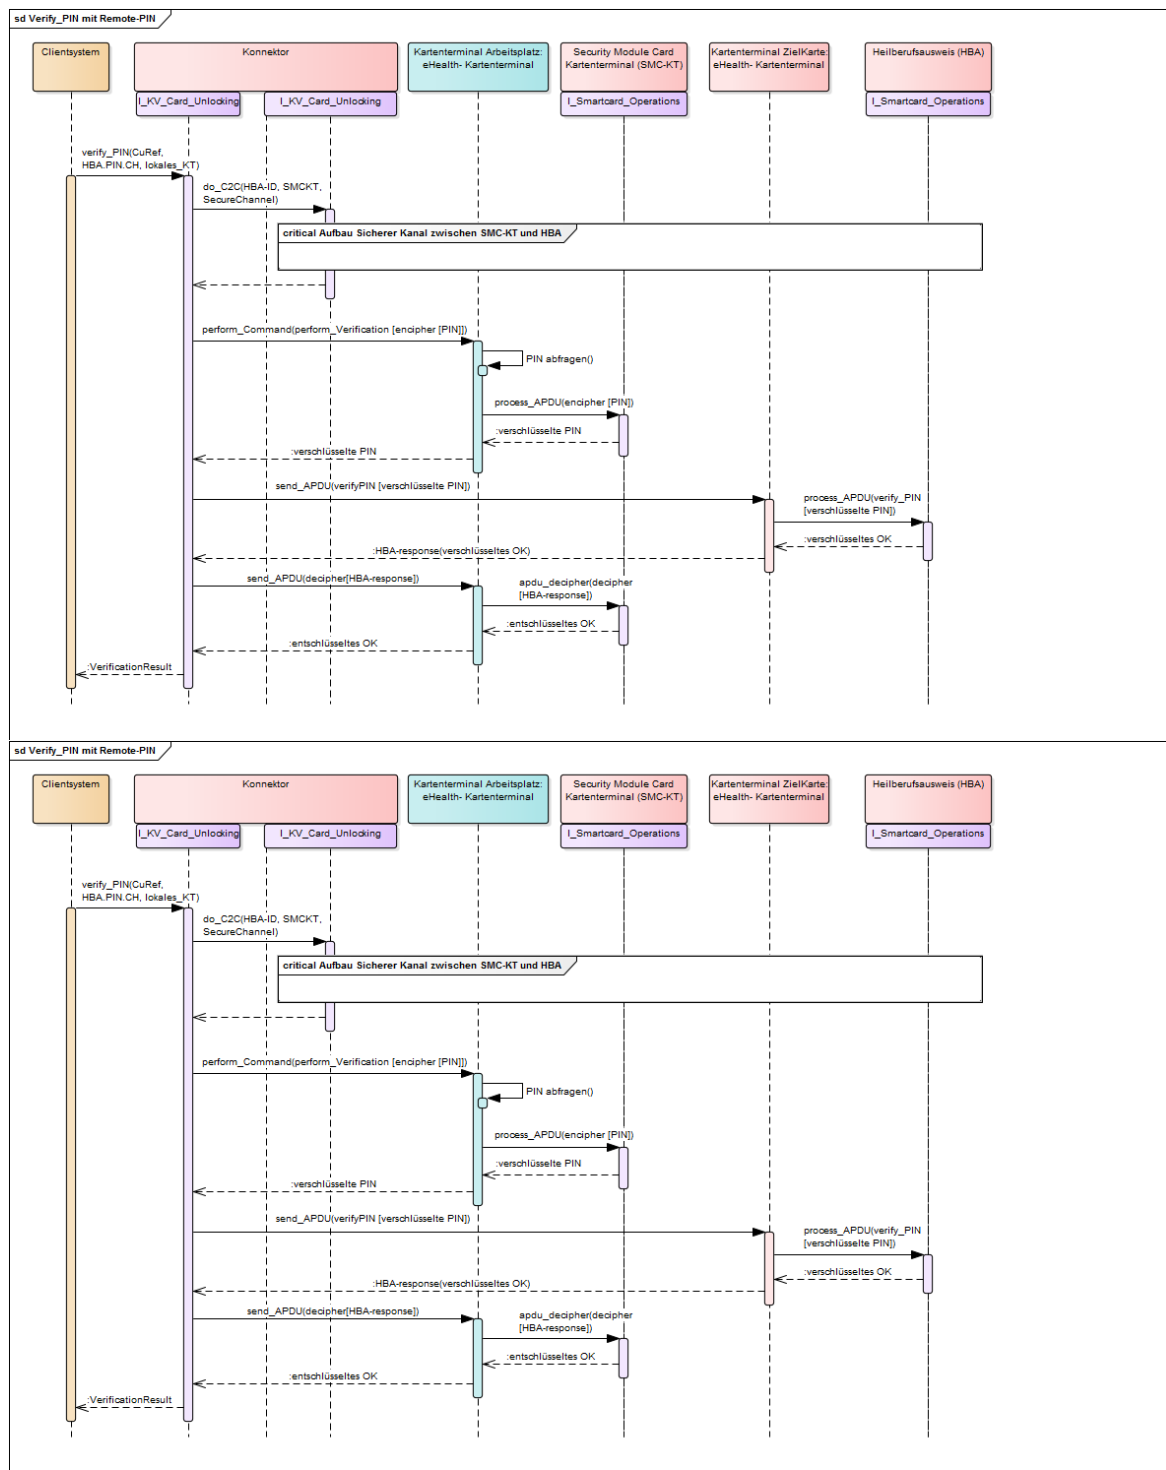 sd Verify_PIN mit Remote-PIN
Clientsystem
Konnektor
Kartenterminal Arbeitsplatz:
eHealth- Kartenterminal
Security Module Card
Kartenterminal (SMC-KT)
Kartenterminal ZielKarte:
eHealth- Kartenterminal
Heilberufsausweis (HBA)
I_KV_Card_Unlocking
I_KV_Card_Unlocking
I_Smartcard_Operations
I_Smartcard_Operations
verify_PIN(CuRef,
HBA.PIN.CH, lokales_KT)
do_C2C(HBA-ID, SMCKT,
SecureChannel)
critical Aufbau Sicherer Kanal zwischen SMC-KT und HBA
perform_Command(perform_Verification [encipher [PIN]])
PIN abfragen()
process_APDU(encipher [PIN])
:verschlüsselte PIN
:verschlüsselte PIN
send_APDU(verifyPIN [verschlüsselte PIN])
process_APDU(verify_PIN
[verschlüsselte PIN])
:verschlüsseltes OK
:HBA-response(verschlüsseltes OK)
send_APDU(decipher[HBA-response])
apdu_decipher(decipher
[HBA-response])
:entschlüsseltes OK
:entschlüsseltes OK
:VerificationResult
sd Verify_PIN mit Remote-PIN
Clientsystem
Konnektor
Kartenterminal Arbeitsplatz:
eHealth- Kartenterminal
Security Module Card
Kartenterminal (SMC-KT)
Kartenterminal ZielKarte:
eHealth- Kartenterminal
Heilberufsausweis (HBA)
I_KV_Card_Unlocking
I_KV_Card_Unlocking
I_Smartcard_Operations
I_Smartcard_Operations
verify_PIN(CuRef,
HBA.PIN.CH, lokales_KT)
do_C2C(HBA-ID, SMCKT,
SecureChannel)
critical Aufbau Sicherer Kanal zwischen SMC-KT und HBA
perform_Command(perform_Verification [encipher [PIN]])
PIN abfragen()
process_APDU(encipher [PIN])
:verschlüsselte PIN
:verschlüsselte PIN
send_APDU(verifyPIN [verschlüsselte PIN])
process_APDU(verify_PIN
[verschlüsselte PIN])
:verschlüsseltes OK
:HBA-response(verschlüsseltes OK)
send_APDU(decipher[HBA-response])
apdu_decipher(decipher
[HBA-response])
:entschlüsseltes OK
:entschlüsseltes OK
:VerificationResult